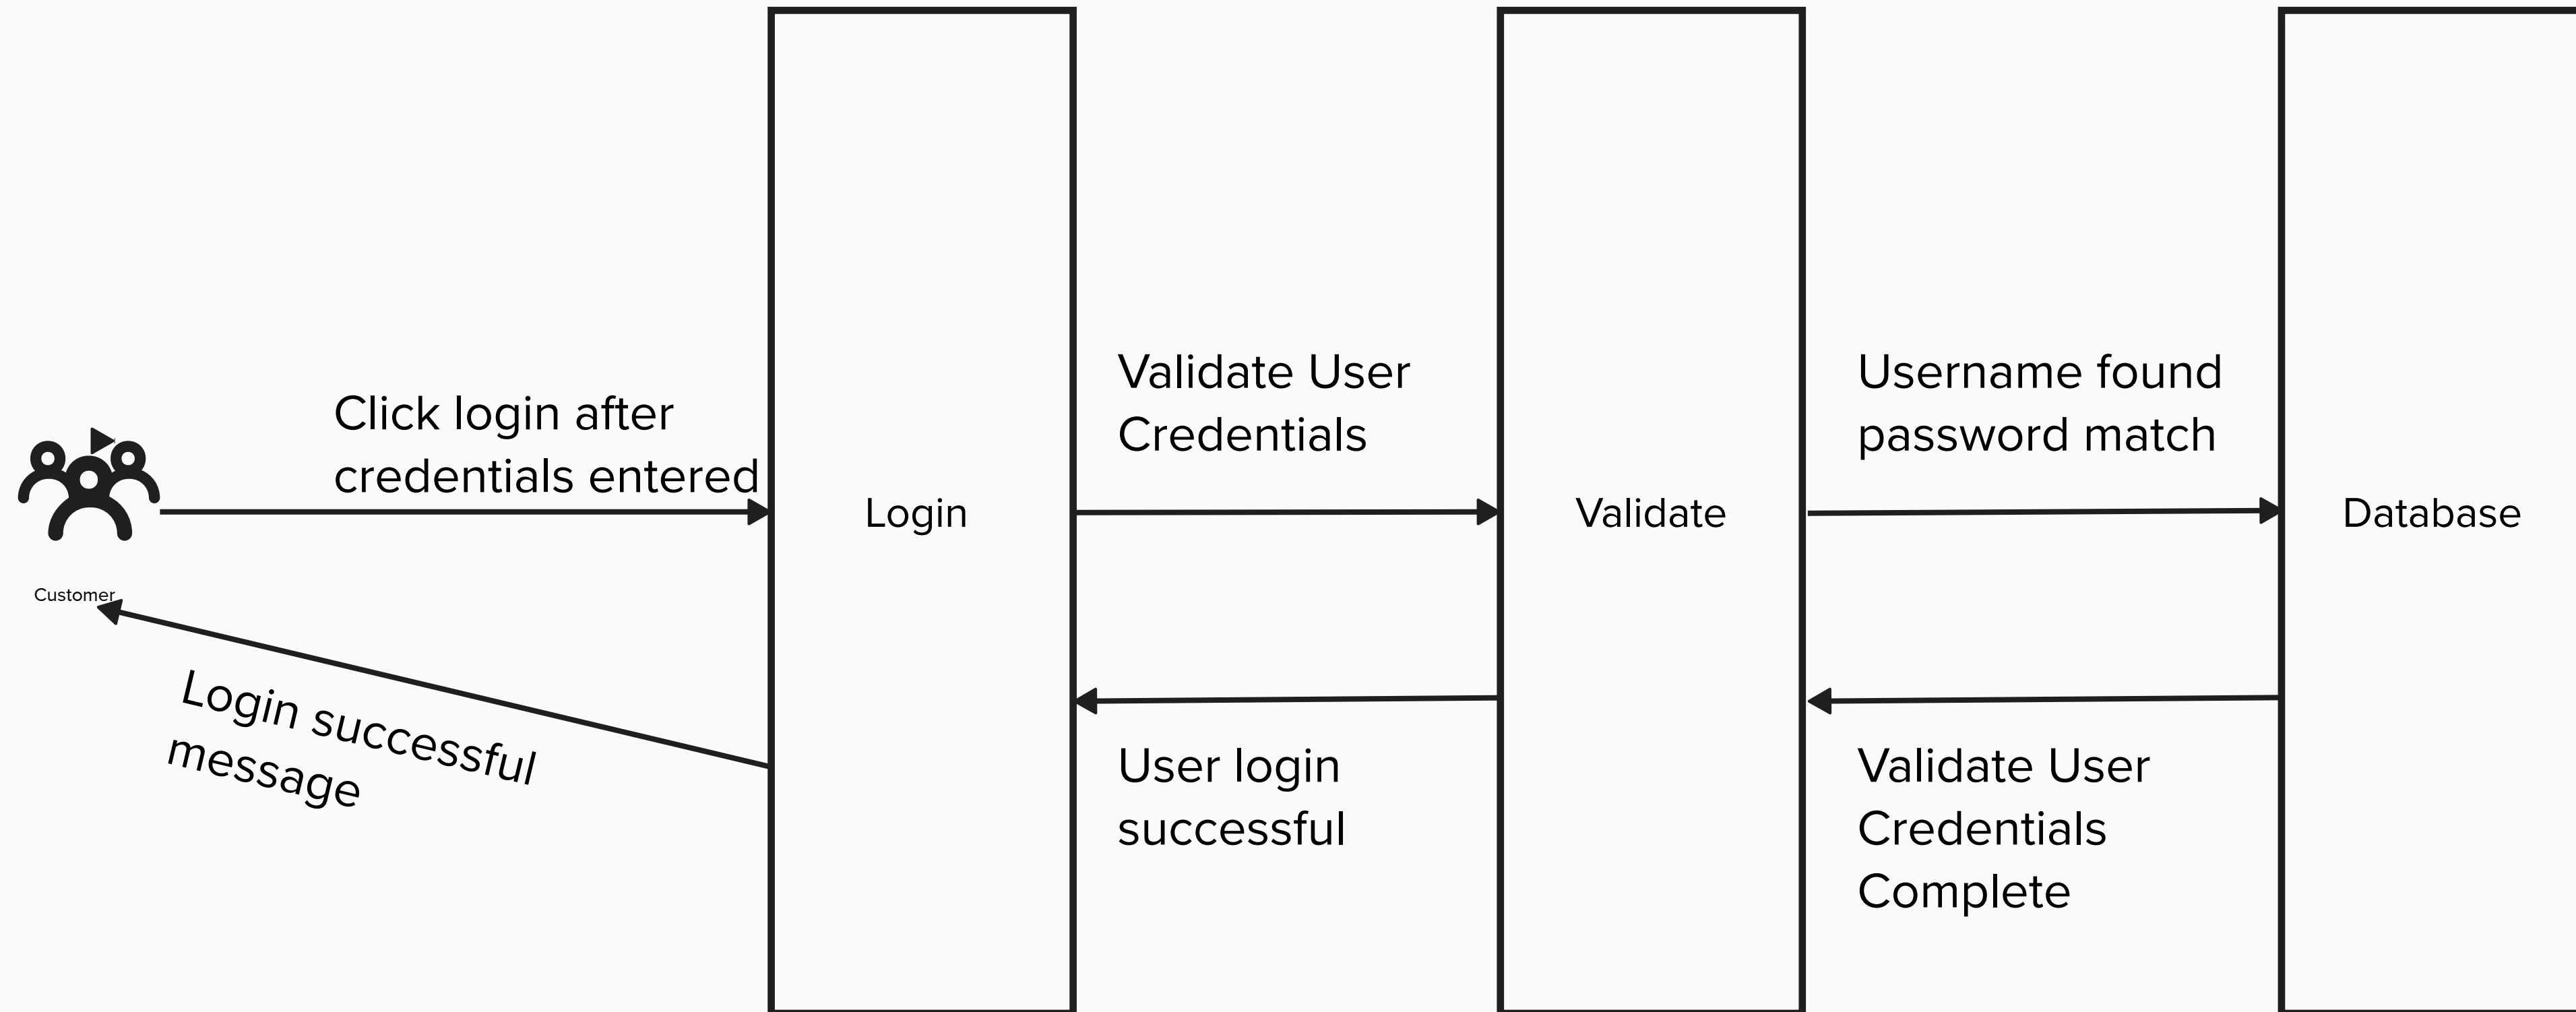 Click login after
credentials entered
Customer
Login successful
message
Login
Validate User
Credentials
User login
successful
Validate
Username found
password match
Validate User
Credentials
Complete
Database